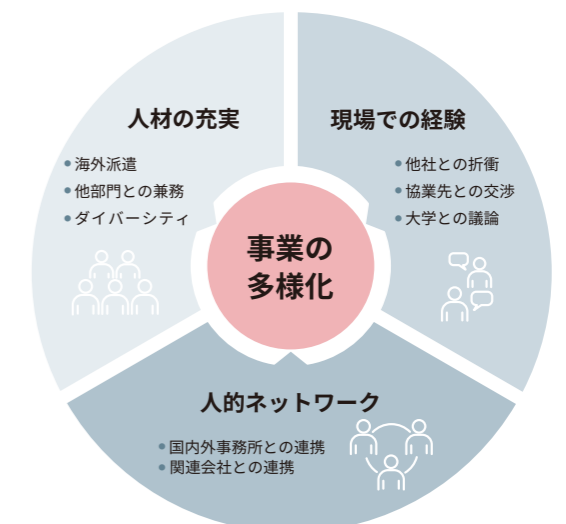 人材の充実
● 海外派遣
● 他部門との兼務
● ダイバーシティ
現場での経験
● 他社との折衝
● 協業先との交渉
● 大学との議論
事業の
多様化
人的ネットワーク
● 国内外事務所との連携
● 関連会社との連携